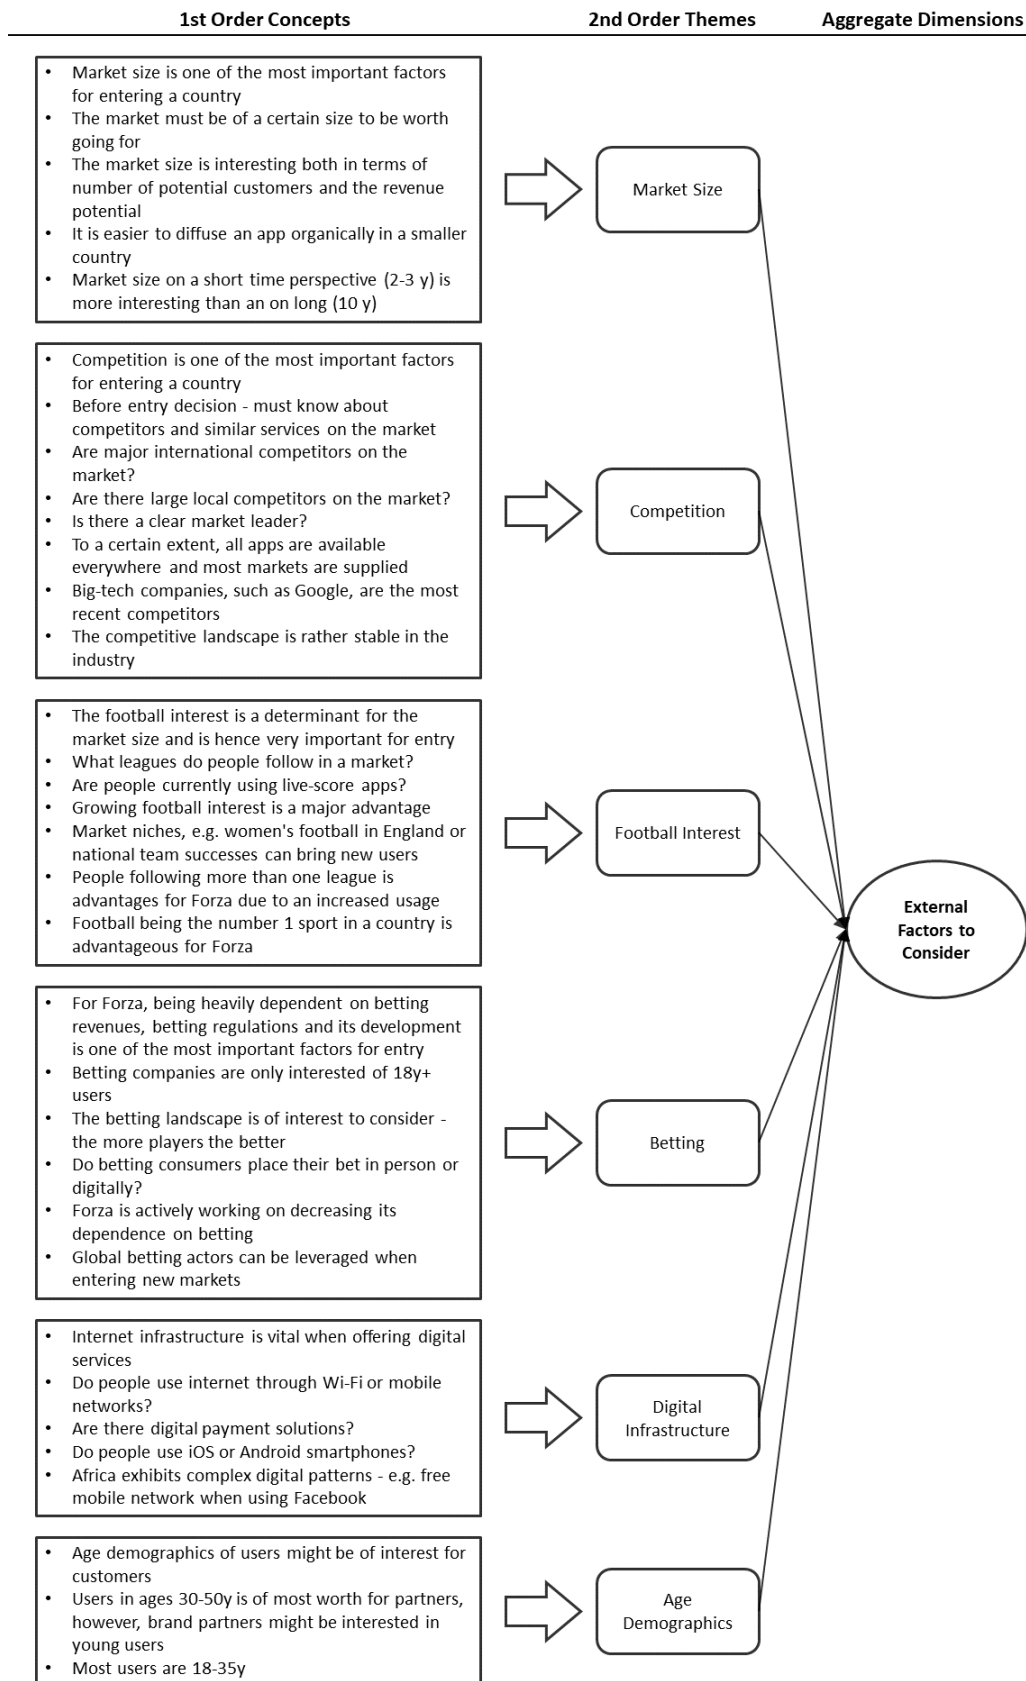 1st Order Concepts
2nd Order Themes
Aggregate Dimensions
• Market size is one of the most important factors
for entering a country
• The market must be of a certain size to be worth
going for
• The market size is interesting both in terms of
number of potential customers and the revenue
potential
• It is easier to diffuse an app organically in a smaller
country
• Market size on a short time perspective (2-3 y) is
more interesting than an on long (10 y)
Market Size
• Competition is one of the most important factors
for entering a country
• Before entry decision - must know about
competitors and similar services on the market
• Are major international competitors on the
market?
• Are there large local competitors on the market?
• Is there a clear market leader?
• To a certain extent, all apps are available
everywhere and most markets are supplied
• Big-tech companies, such as Google, are the most
recent competitors
• The competitive landscape is rather stable in the
industry
Competition
• The football interest is a determinant for the
market size and is hence very important for entry
• What leagues do people follow in a market?
• Are people currently using live-score apps?
• Growing football interest is a major advantage
• Market niches, e.g. women's football in England or
national team successes can bring new users
• People following more than one league is
advantages for Forza due to an increased usage
• Football being the number 1 sport in a country is
advantageous for Forza
Football Interest
External
Factors to
Consider
• For Forza, being heavily dependent on betting
revenues, betting regulations and its development
is one of the most important factors for entry
• Betting companies are only interested of 18y+
users
• The betting landscape is of interest to consider -
the more players the better
• Do betting consumers place their bet in person or
digitally?
• Forza is actively working on decreasing its
dependence on betting
• Global betting actors can be leveraged when
entering new markets
Betting
• Internet infrastructure is vital when offering digital
services
• Do people use internet through Wi-Fi or mobile
networks?
• Are there digital payment solutions?
• Do people use iOS or Android smartphones?
• Africa exhibits complex digital patterns - e.g. free
mobile network when using Facebook
Digital
Infrastructure
• Age demographics of users might be of interest for
customers
• Users in ages 30-50y is of most worth for partners,
however, brand partners might be interested in
young users
• Most users are 18-35y
Age
Demographics